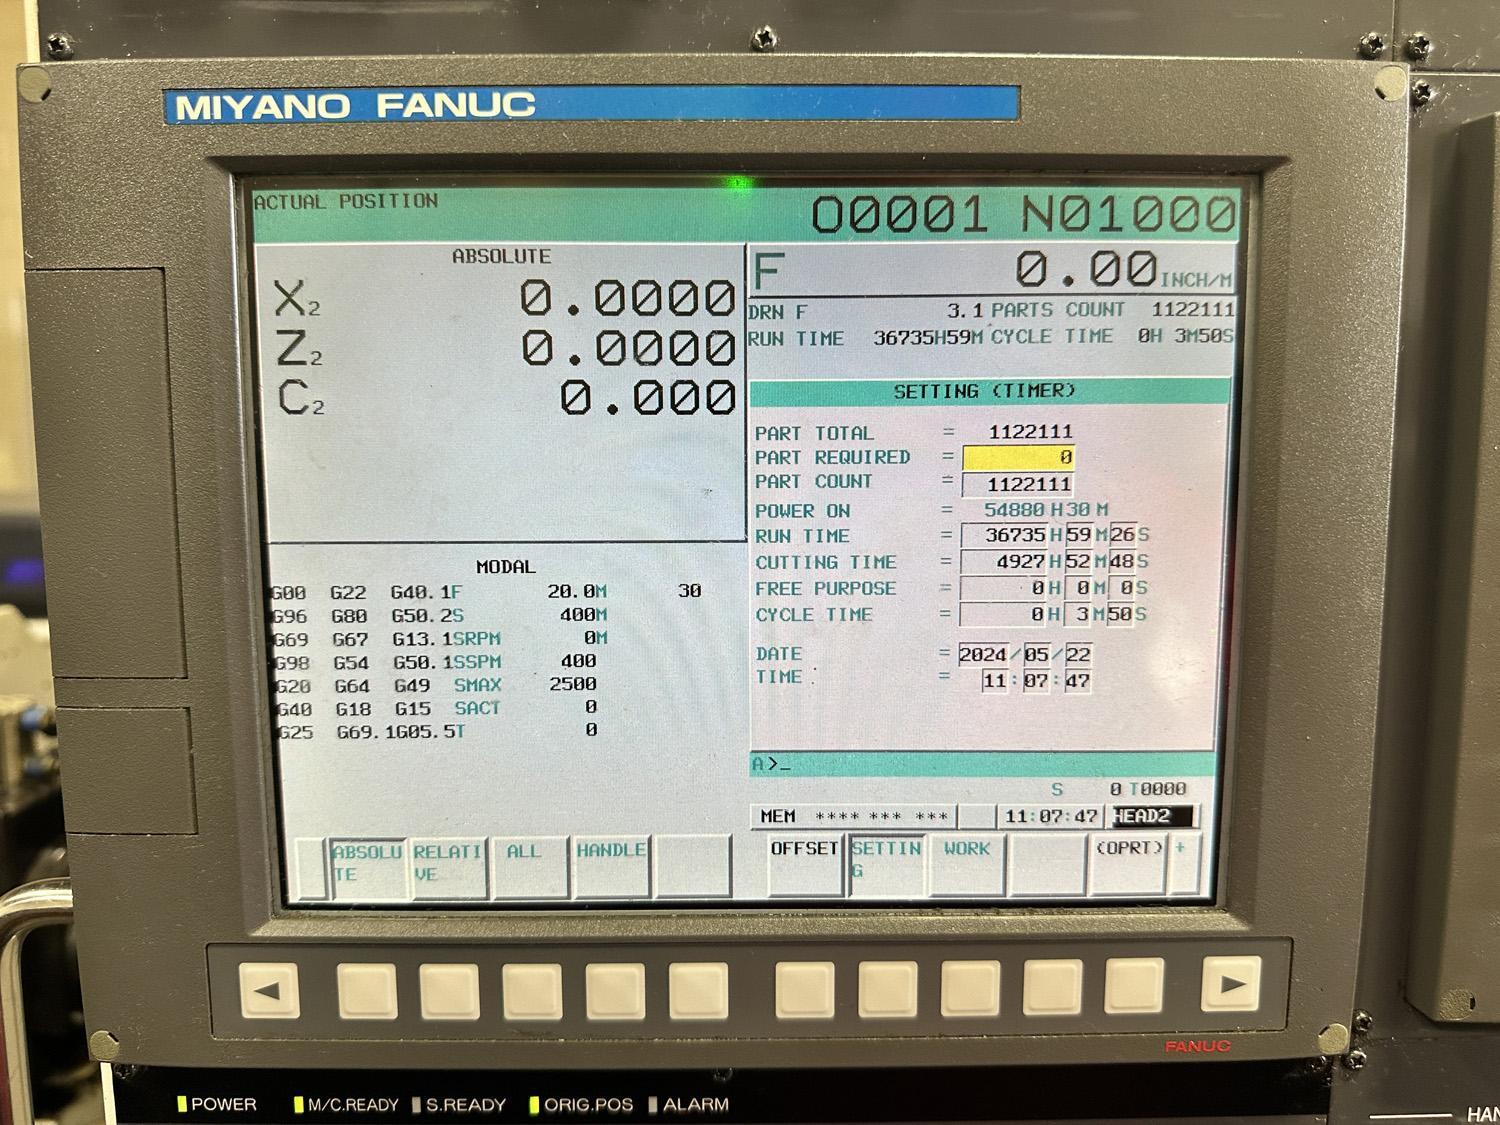 MIYANO FANUC
ACTUAL POSITION
O0001 N01000
ABSOLUTE
X2 0.0000
Z2 0.0000
C2 0.000
F 0.00 INCH/M
DRN F 3.1 PARTS COUNT 1122111
RUN TIME 36735H59M CYCLE TIME 0H 3M50S
SETTING (TIMER)
PART TOTAL = 1122111
PART REQUIRED = 0
PART COUNT = 1122111
POWER ON = 54880 H 30 M
RUN TIME = 36735 H 59 M 26 S
CUTTING TIME = 4927 H 52 M 48 S
FREE PURPOSE = 0 H 0 M 0 S
CYCLE TIME = 0 H 3 M 50 S
DATE = 2024/05/22
TIME = 11:07:47
MODAL
G00 G22 G40.1 F 20.0 M 30
G96 G80 G50.2 S 400 M
G69 G67 G13.1 SRPM 0 M
G98 G54 G50.1 SSPM 400
G20 G64 G49 SMAX 2500
G40 G18 G15 SACT 0
G25 G69.1 G05.5 T 0
A>_
S 0 T0000
MEM **** *** *** 11:07:47 HEAD2
ABSOLUTE RELATIVE ALL HANDLE
OFFSET SETTING WORK (OPRT) +
FANUC
POWER M/C.READY S.READY ORIG.POS ALARM
HAN